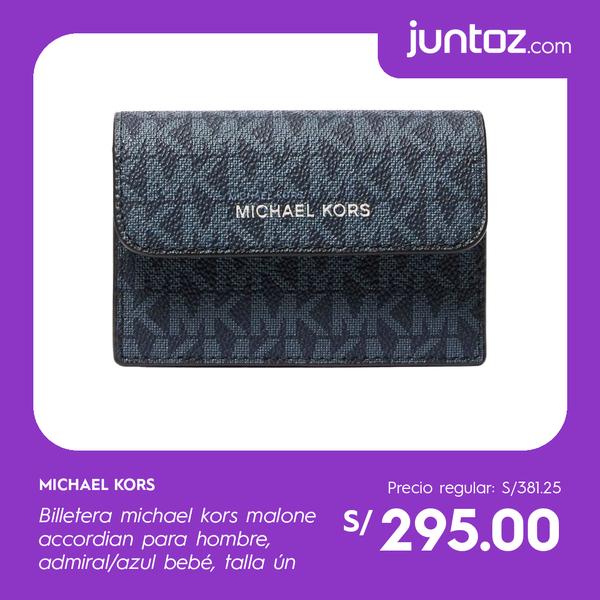 juntoz.com
MICHAEL KORS
MICHAEL KORS
Precio regular: S/381.25
Billetera michael kors malone
accordian para hombre,
admiral/azul bebé, talla ún
S/295.00